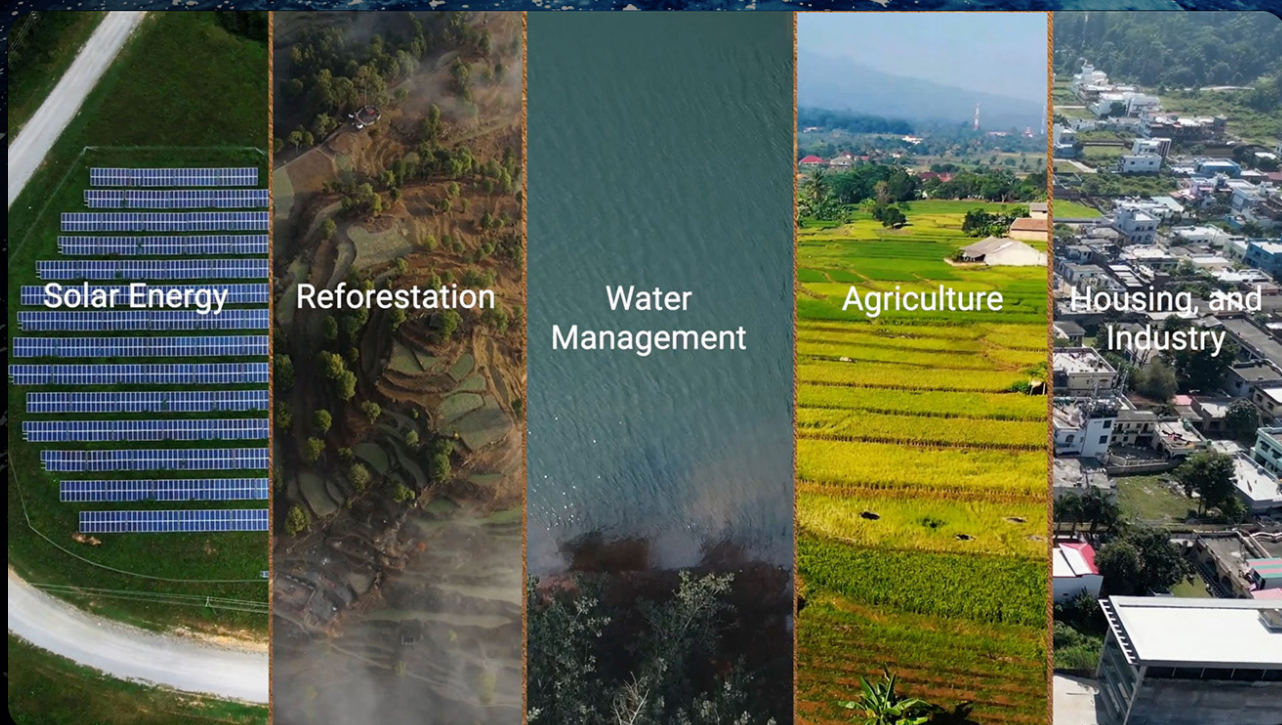 Solar Energy
Reforestation
Water
Management
Agriculture
Housing, and
Industry